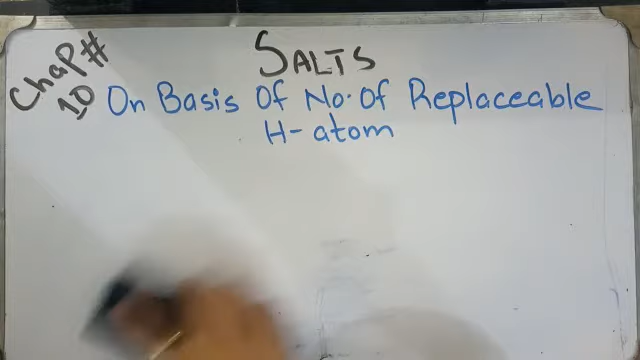 Chap#
10
SALTS
On Basis Of No. Of Replaceable
H-atom